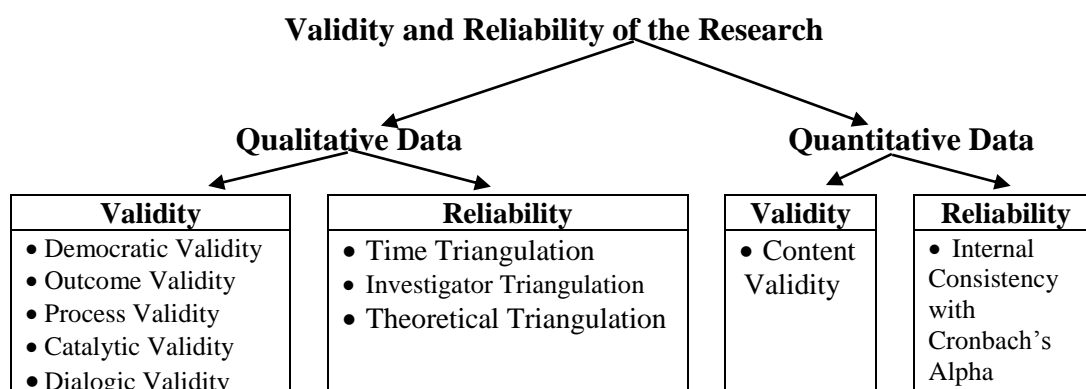 Validity and Reliability of the Research
Qualitative Data
Quantitative Data
Validity
• Democratic Validity
• Outcome Validity
• Process Validity
• Catalytic Validity
• Dialogic Validity
Reliability
• Time Triangulation
• Investigator Triangulation
• Theoretical Triangulation
Validity
• Content
Validity
Reliability
• Internal
Consistency
with
Cronbach’s
Alpha